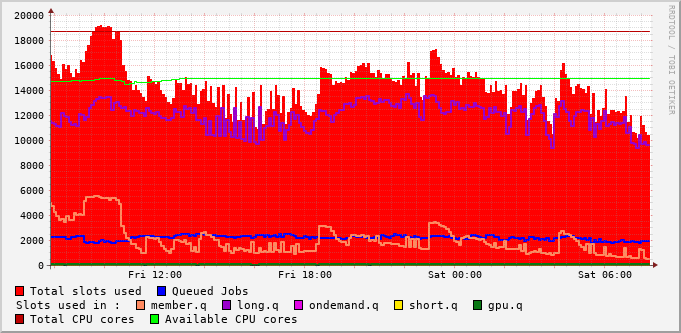 20000
18000
16000
14000
12000
10000
8000
6000
4000
2000
0
Fri 12:00 Fri 18:00 Sat 00:00 Sat 06:00
Total slots used Queued Jobs
Slots used in : member.q long.q ondemand.q short.q gpu.q
Total CPU cores Available CPU cores
RRDTOOL / TOBI OETIKER